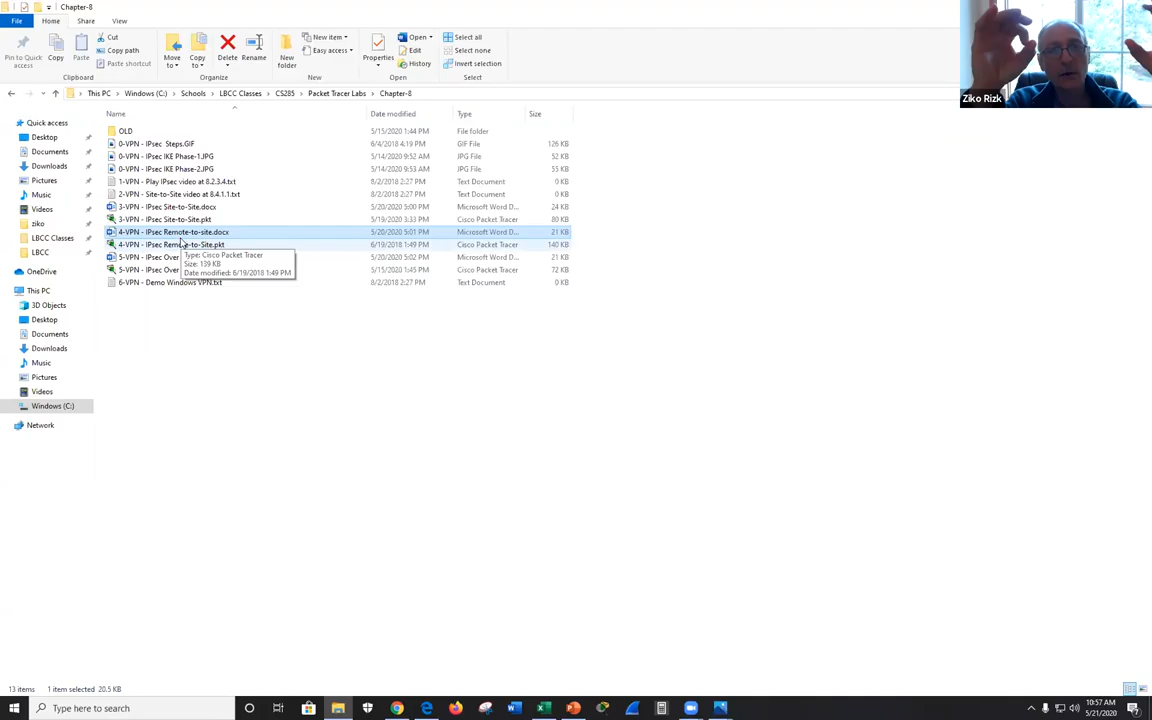 Chapter-8
File Home Share View
Pin to Quick access
Copy
Paste
Cut
Copy path
Paste shortcut
Clipboard
Move to
Copy to
Delete
Rename
Organize
New folder
New item
Easy access
New
Properties
Open
Edit
History
Open
Select all
Select none
Invert selection
Select
This PC > Windows (C:) > Schools > LBCC Classes > CS285 > Packet Tracer Labs > Chapter-8
Name Date modified Type Size
OLD 5/15/2020 1:44 PM File folder
0-VPN - IPsec Steps.GIF 6/4/2018 4:19 PM GIF File 126 KB
0-VPN - IPsec IKE Phase-1.JPG 5/14/2020 9:52 AM JPG File 52 KB
0-VPN - IPsec IKE Phase-2.JPG 5/14/2020 9:53 AM JPG File 55 KB
1-VPN - Play IPsec video at 8.2.3.4.txt 8/2/2018 2:27 PM Text Document 0 KB
2-VPN - Site-to-Site video at 8.4.1.1.txt 8/2/2018 2:27 PM Text Document 0 KB
3-VPN - IPsec Site-to-Site.docx 5/20/2020 5:00 PM Microsoft Word D... 24 KB
3-VPN - IPsec Site-to-Site.pkt 5/19/2020 3:33 PM Cisco Packet Tracer 80 KB
4-VPN - IPsec Remote-to-site.docx 5/20/2020 5:01 PM Microsoft Word D... 21 KB
4-VPN - IPsec Remote-to-Site.pkt 6/19/2018 1:49 PM Cisco Packet Tracer 140 KB
5-VPN - IPsec Over 5/20/2020 5:02 PM Microsoft Word D... 21 KB
5-VPN - IPsec Over 5/15/2020 1:45 PM Cisco Packet Tracer 72 KB
6-VPN - Demo Windows VPN.txt 8/2/2018 2:27 PM Text Document 0 KB
Type: Cisco Packet Tracer
Size: 139 KB
Date modified: 6/19/2018 1:49 PM
Quick access
Desktop
Documents
Downloads
Pictures
Music
Videos
ziko
LBCC Classes
LBCC
OneDrive
This PC
3D Objects
Desktop
Documents
Downloads
Music
Pictures
Videos
Windows (C:)
Network
Ziko Rizk
13 items 1 item selected 20.5 KB
Type here to search
10:57 AM
5/21/2020